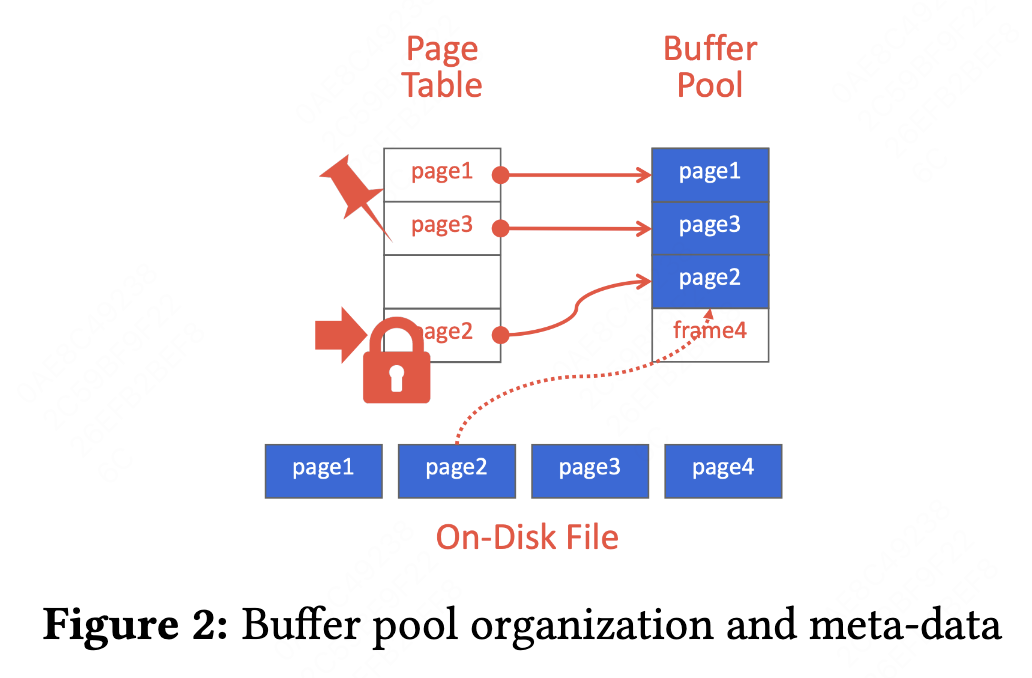 Page
Table
Buffer
Pool
page1
page3
age2
page1
page3
page2
frame4
page1
page2
page3
page4
On-Disk File
Figure 2: Buffer pool organization and meta-data